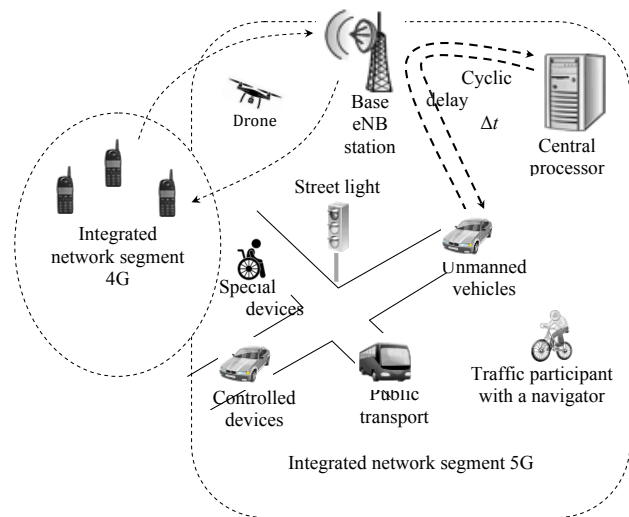 Drone
Base
eNB
station
Cyclic
delay
Δt
Central
processor
Street light
Integrated
network segment
4G
Special
devices
Unmanned
vehicles
Controlled
devices
Public
transport
Traffic participant
with a navigator
Integrated network segment 5G